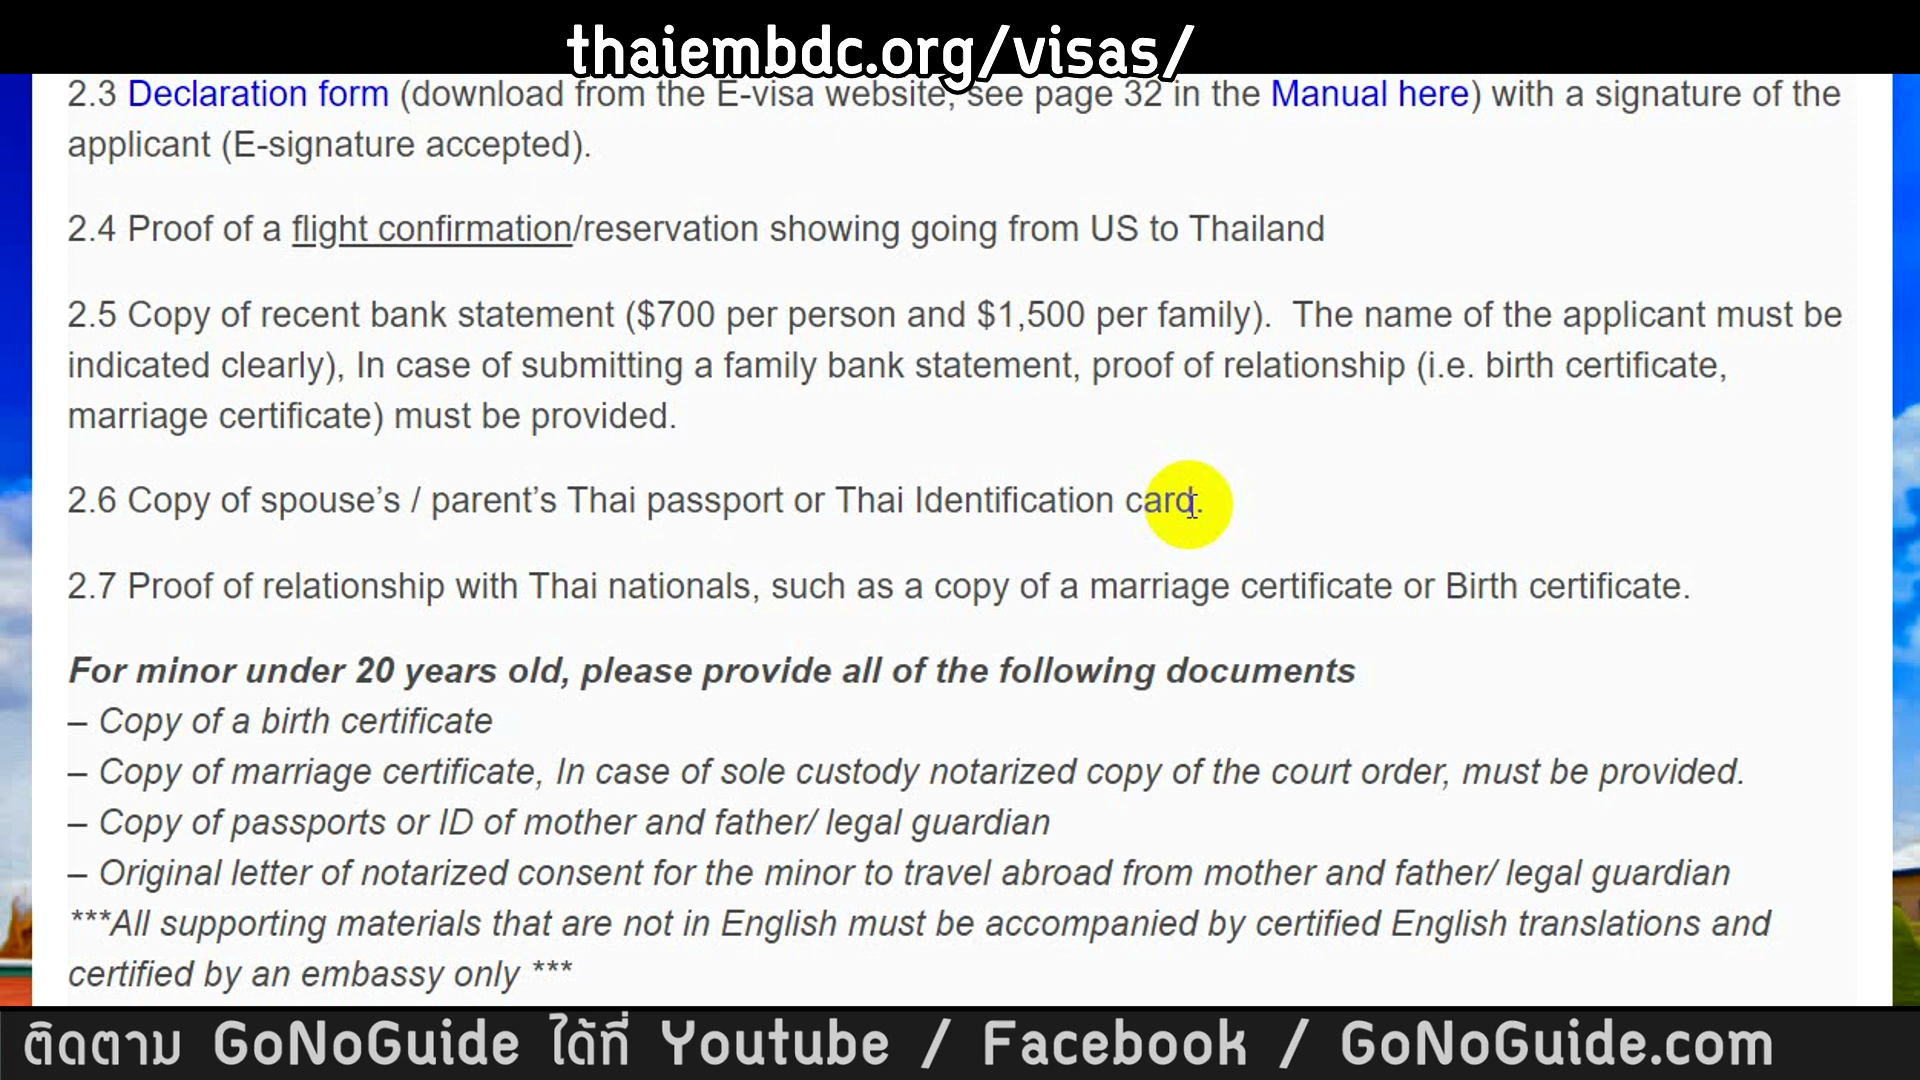 thaiembdc.org/visas/
2.3 Declaration form (download from the E-visa website, see page 32 in the Manual here) with a signature of the
applicant (E-signature accepted).
2.4 Proof of a flight confirmation/reservation showing going from US to Thailand
2.5 Copy of recent bank statement ($700 per person and $1,500 per family).  The name of the applicant must be
indicated clearly), In case of submitting a family bank statement, proof of relationship (i.e. birth certificate,
marriage certificate) must be provided.
2.6 Copy of spouse’s / parent’s Thai passport or Thai Identification card.
2.7 Proof of relationship with Thai nationals, such as a copy of a marriage certificate or Birth certificate.
For minor under 20 years old, please provide all of the following documents
– Copy of a birth certificate
– Copy of marriage certificate, In case of sole custody notarized copy of the court order, must be provided.
– Copy of passports or ID of mother and father/ legal guardian
– Original letter of notarized consent for the minor to travel abroad from mother and father/ legal guardian
***All supporting materials that are not in English must be accompanied by certified English translations and
certified by an embassy only ***
ติดตาม GoNoGuide ได้ที่ Youtube / Facebook / GoNoGuide.com